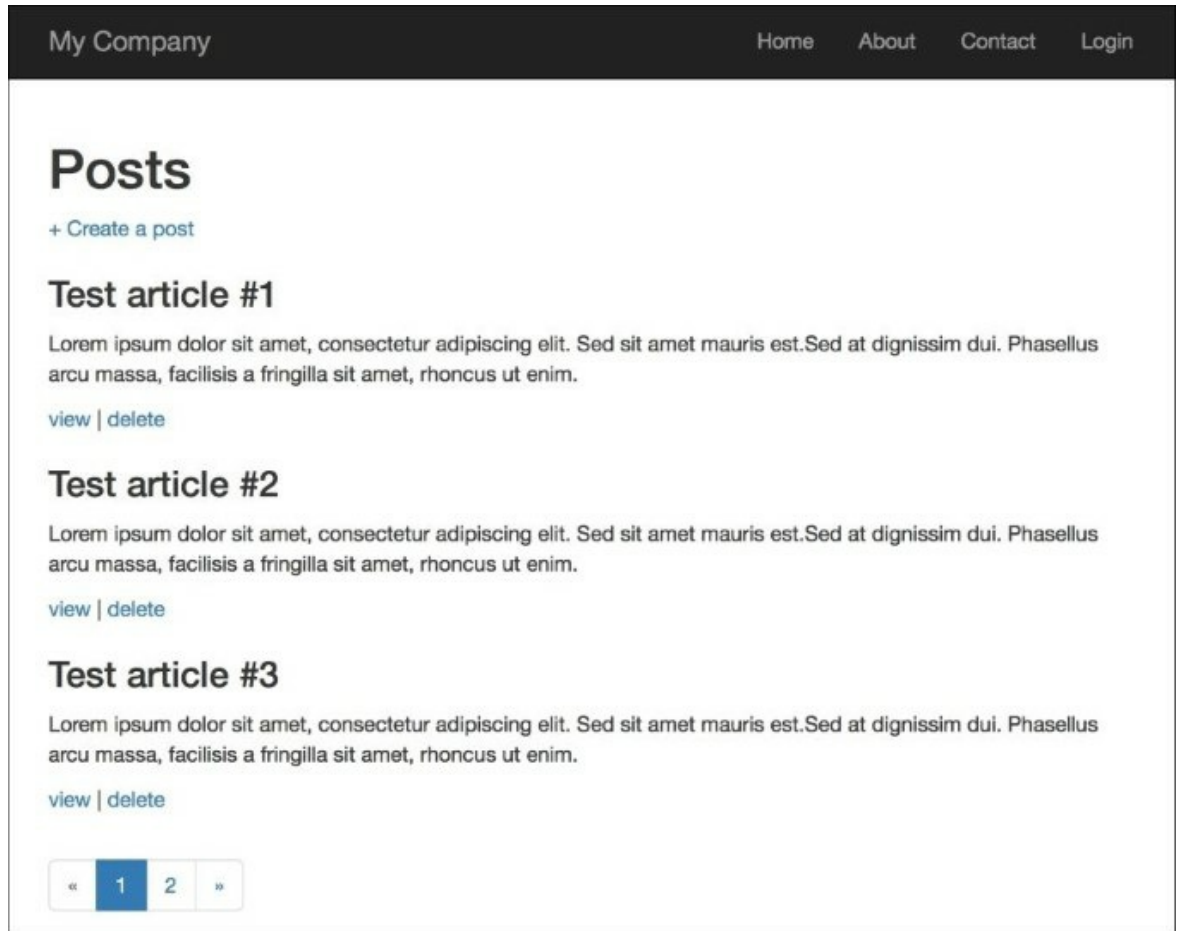 My Company Home About Contact Login
Posts
+ Create a post
Test article #1
Lorem ipsum dolor sit amet, consectetur adipiscing elit. Sed sit amet mauris est.Sed at dignissim dui. Phasellus
arcu massa, facilisis a fringilla sit amet, rhoncus ut enim.
view | delete
Test article #2
Lorem ipsum dolor sit amet, consectetur adipiscing elit. Sed sit amet mauris est.Sed at dignissim dui. Phasellus
arcu massa, facilisis a fringilla sit amet, rhoncus ut enim.
view | delete
Test article #3
Lorem ipsum dolor sit amet, consectetur adipiscing elit. Sed sit amet mauris est.Sed at dignissim dui. Phasellus
arcu massa, facilisis a fringilla sit amet, rhoncus ut enim.
view | delete
« 1 2 »